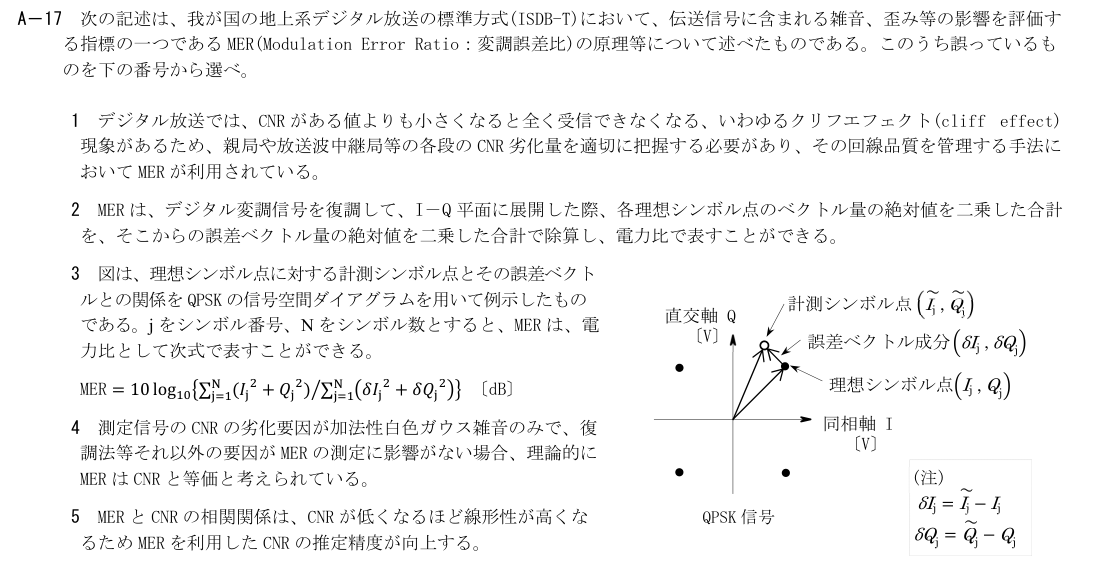 A－17 次の記述は、我が国の地上系デジタル放送の標準方式(ISDB-T)において、伝送信号に含まれる雑音、歪み等の影響を評価す
る指標の一つである MER(Modulation Error Ratio：変調誤差比)の原理等について述べたものである。このうち誤っているも
のを下の番号から選べ。
1 デジタル放送では、CNR がある値よりも小さくなると全く受信できなくなる、いわゆるクリフエフェクト(cliff effect)
現象があるため、親局や放送波中継局等の各段の CNR 劣化量を適切に把握する必要があり、その回線品質を管理する手法に
おいて MER が利用されている。
2 MER は、デジタル変調信号を復調して、I－Q 平面に展開した際、各理想シンボル点のベクトル量の絶対値を二乗した合計
を、そこからの誤差ベクトル量の絶対値を二乗した合計で除算し、電力比で表すことができる。
3 図は、理想シンボル点に対する計測シンボル点とその誤差ベクト
ルとの関係を QPSK の信号空間ダイアグラムを用いて例示したもの
である。j をシンボル番号、N をシンボル数とすると、MER は、電
力比として次式で表すことができる。
MER = 10 log₁₀{∑ᴺⱼ₌₁(Iⱼ² + Qⱼ²)/∑ᴺⱼ₌₁(δIⱼ² + δQⱼ²)} 〔dB〕
4 測定信号の CNR の劣化要因が加法性白色ガウス雑音のみで、復
調法等それ以外の要因が MER の測定に影響がない場合、理論的に
MER は CNR と等価と考えられている。
5 MER と CNR の相関関係は、CNR が低くなるほど線形性が高くな
るため MER を利用した CNR の推定精度が向上する。
直交軸 Q
〔V〕
計測シンボル点(Ĩⱼ, Q̃ⱼ)
誤差ベクトル成分(δIⱼ, δQⱼ)
理想シンボル点(Iⱼ, Qⱼ)
同相軸 I
〔V〕
QPSK 信号
(注)
δIⱼ = Ĩⱼ − Iⱼ
δQⱼ = Q̃ⱼ − Qⱼ